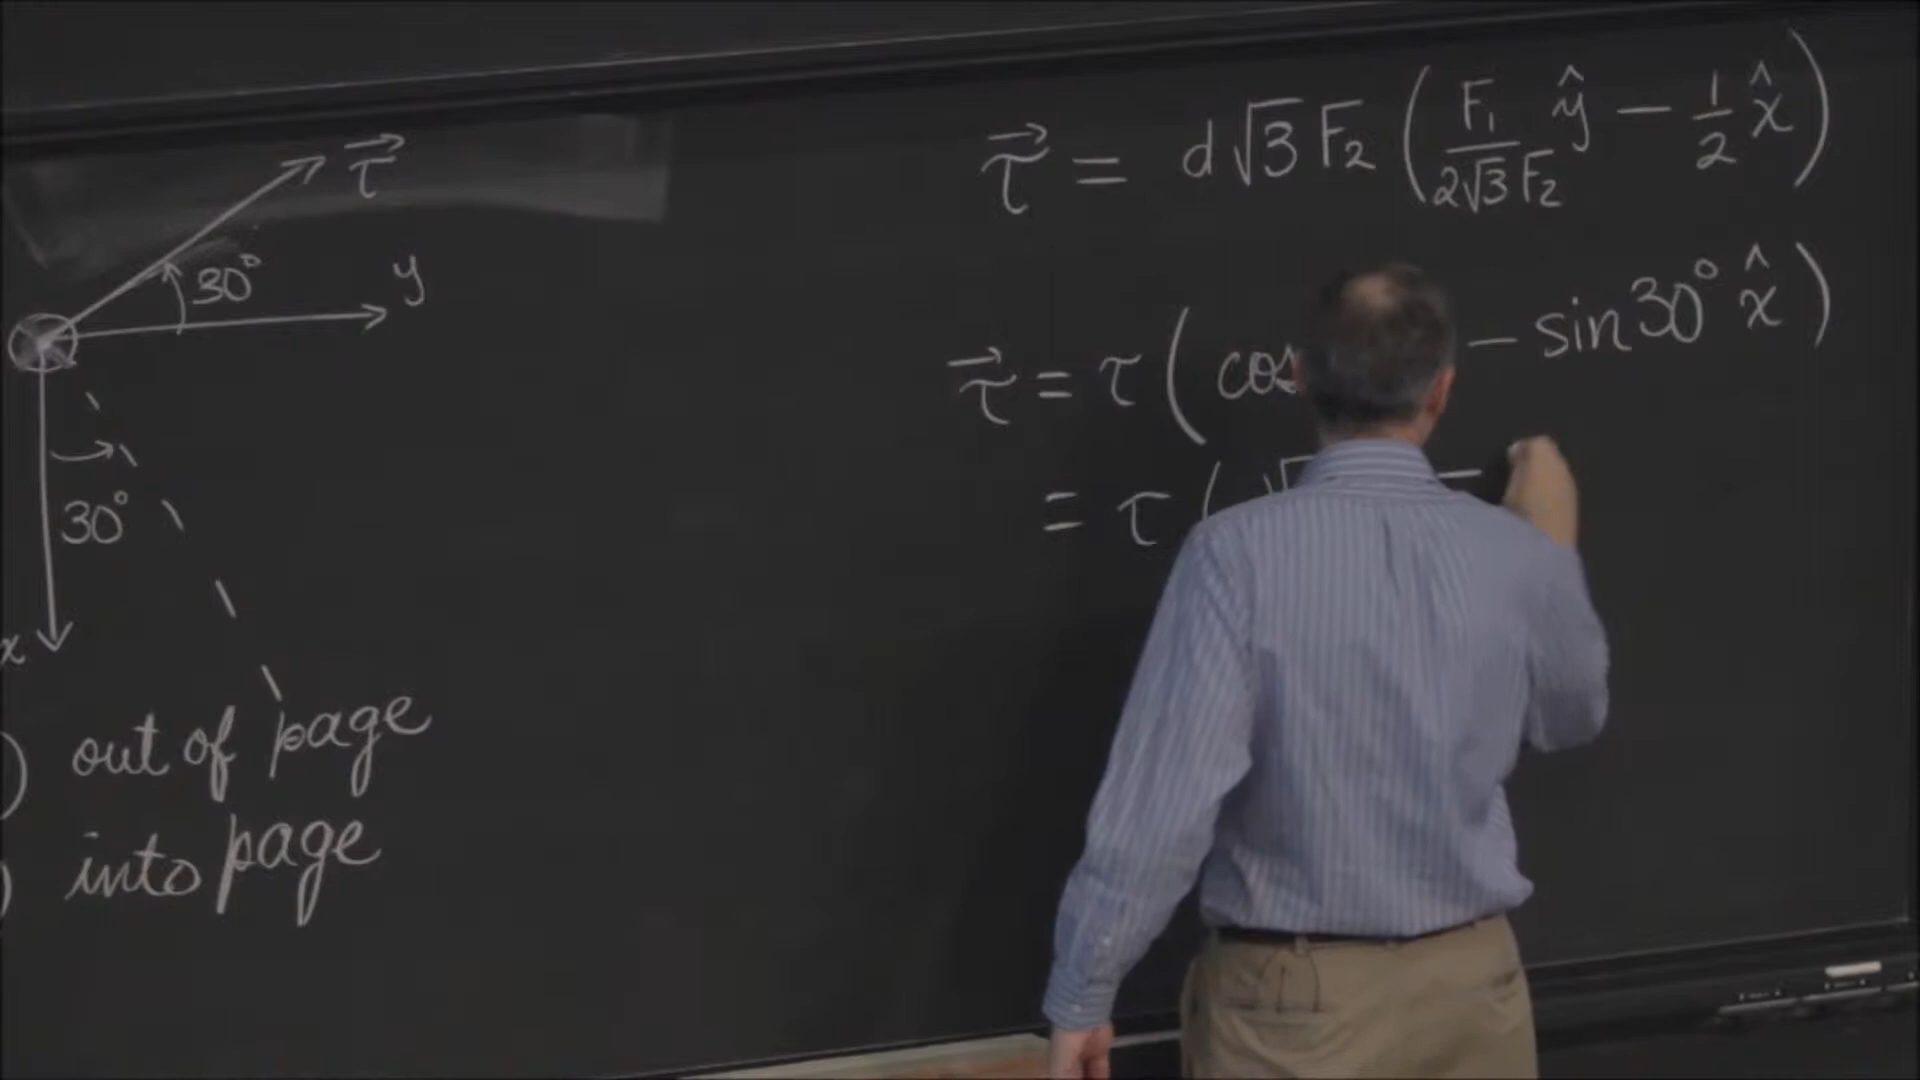 τ⃗
30°
y
30°
x
) out of page
) into page
τ⃗ = d√3 F₂ (F₁/(2√3 F₂) ŷ − 1/2 x̂)
τ⃗ = τ ( cos − sin 30° x̂ )
= τ ( √ −